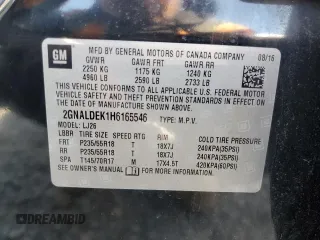 GM
MFD BY GENERAL MOTORS OF CANADA COMPANY 08/16
GVWR GAWR FRT GAWR RR
2250 KG 1175 KG 1240 KG
4960 LB 2590 LB 2733 LB
THIS VEHICLE CONFORMS TO ALL APPLICABLE U.S. FEDERAL
MOTOR VEHICLE SAFETY, BUMPER, AND THEFT PREVENTION
STANDARDS IN EFFECT ON THE DATE OF MANUFACTURE
SHOWN ABOVE.
2GNALDEK1H6165546 TYPE: M.P.V.
MODEL: LJ26
TIRE SIZE SPEED RTG RIM COLD TIRE PRESSURE
FRT P235/55R18 T 18X7J 240KPA(35PSI)
RR P235/55R18 T 18X7J 240KPA(35PSI)
SPA T145/70R17 M 17X4.5T 420KPA(60PSI)
SEE OWNER'S MANUAL FOR MORE INFORMATION.